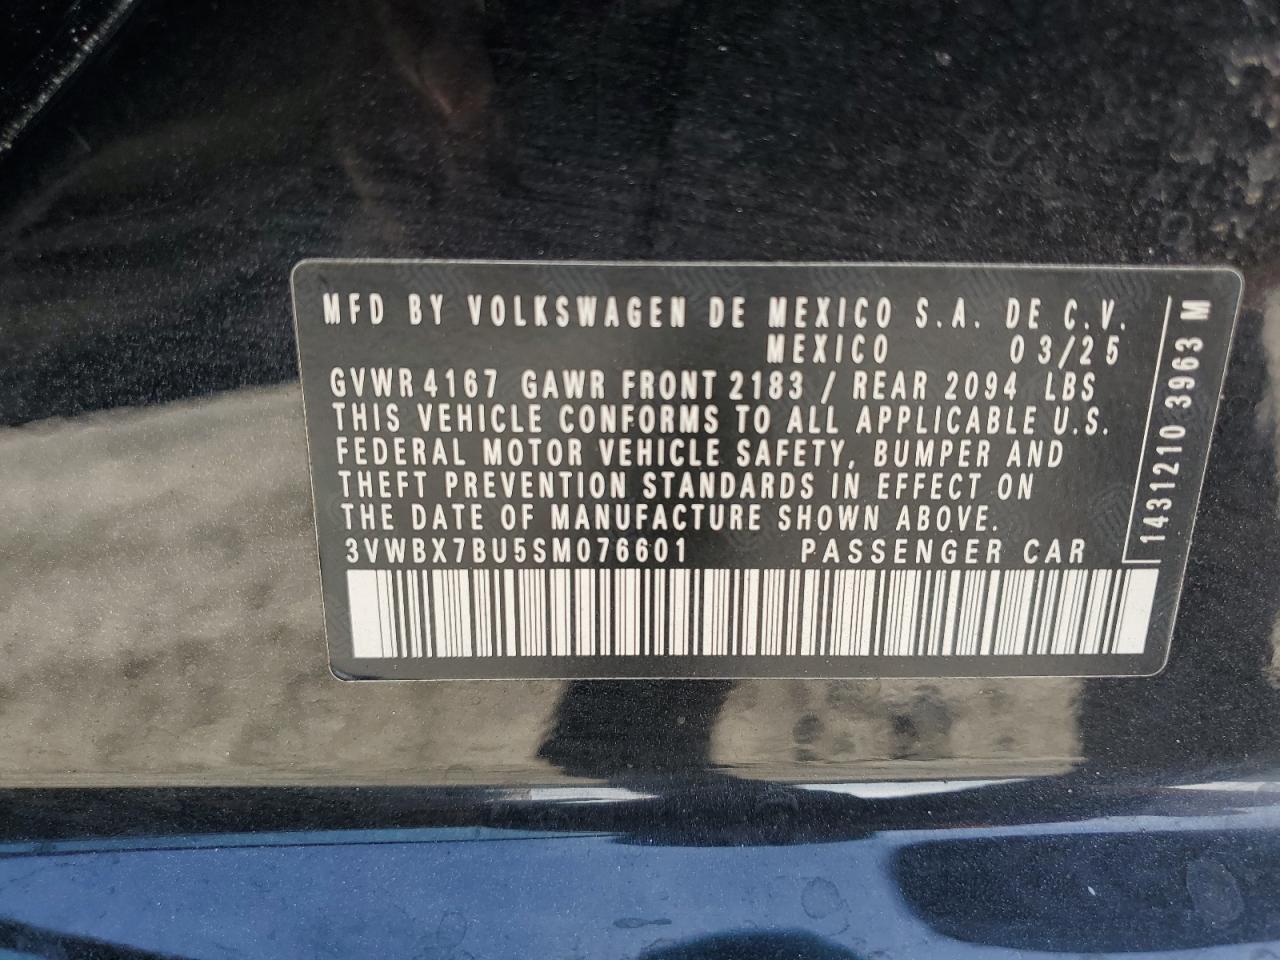 MFD BY VOLKSWAGEN DE MEXICO S.A. DE C.V.
MEXICO 03/25
GVWR 4167 GAWR FRONT 2183 / REAR 2094 LBS
THIS VEHICLE CONFORMS TO ALL APPLICABLE U.S.
FEDERAL MOTOR VEHICLE SAFETY, BUMPER AND
THEFT PREVENTION STANDARDS IN EFFECT ON
THE DATE OF MANUFACTURE SHOWN ABOVE.
3VWBX7BU5SM076601 PASSENGER CAR
1431210 3963 M